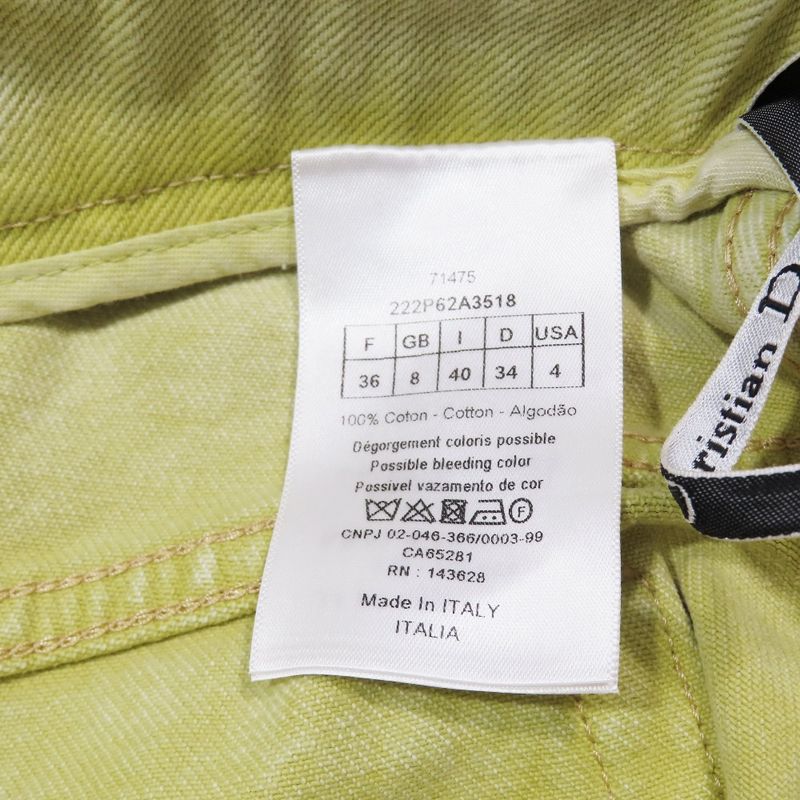 71475
222P62A3518
F GB I D USA
36 8 40 34 4
100% Coton - Cotton - Algodão
Dégorgement coloris possible
Possible bleeding color
Possivel vazamento de cor
F
CNPJ 02-046-366/0003-99
CA65281
RN : 143628
Made In ITALY
ITALIA
ristian D